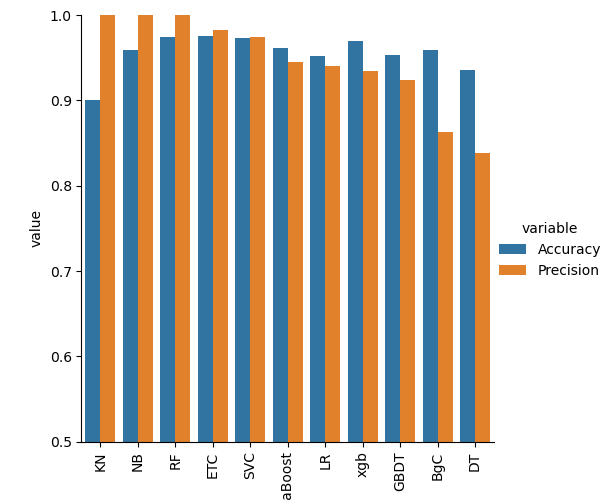 1.0
0.9
0.8
0.7
0.6
0.5
value
KN
NB
RF
ETC
SVC
aBoost
LR
xgb
GBDT
BgC
DT
variable
Accuracy
Precision